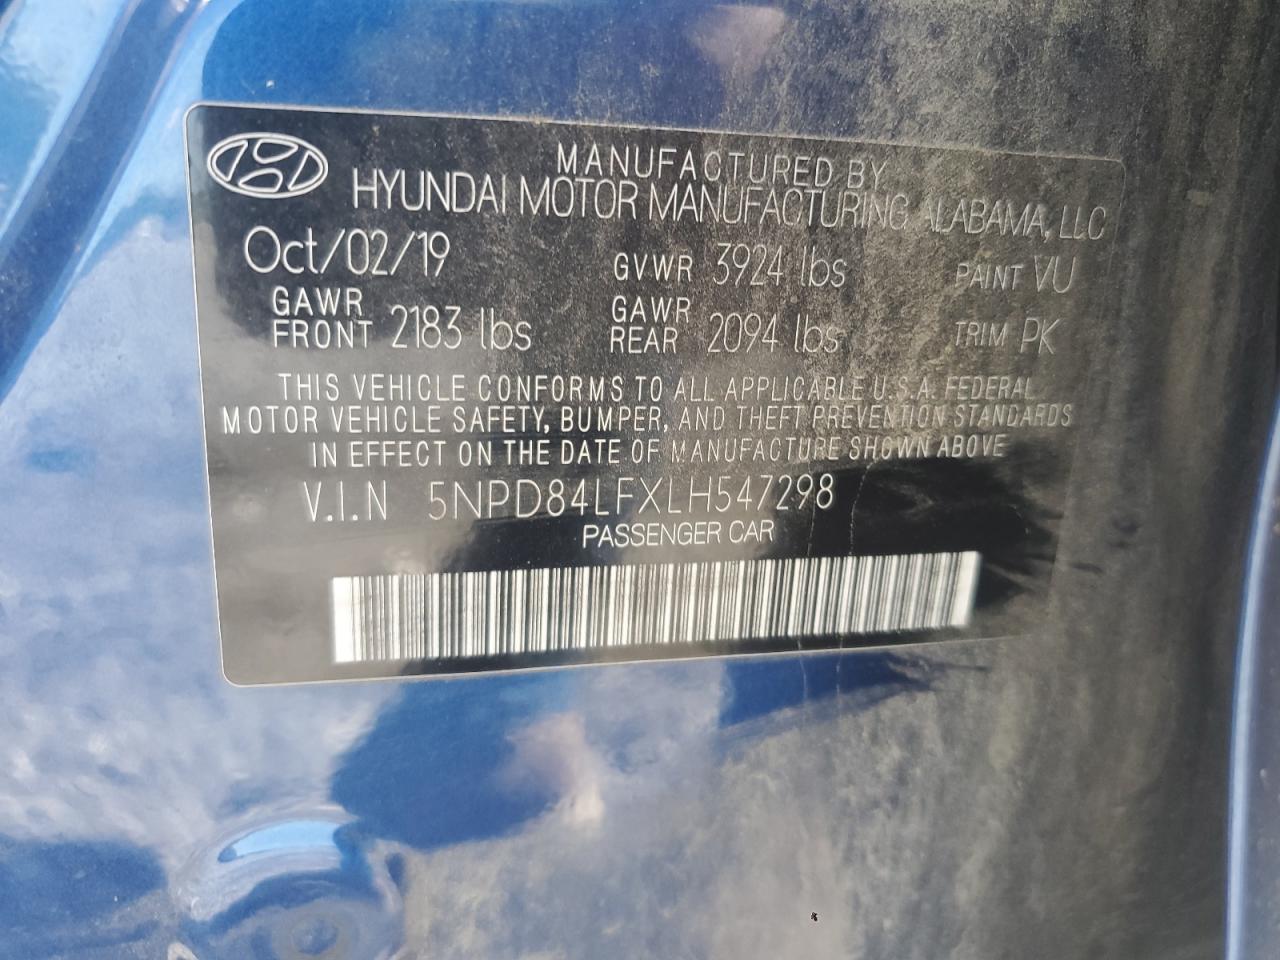 MANUFACTURED BY
HYUNDAI MOTOR MANUFACTURING ALABAMA, LLC
Oct/02/19 GVWR 3924 lbs PAINT VU
GAWR FRONT 2183 lbs GAWR REAR 2094 lbs TRIM PK
THIS VEHICLE CONFORMS TO ALL APPLICABLE U.S.A. FEDERAL
MOTOR VEHICLE SAFETY, BUMPER, AND THEFT PREVENTION STANDARDS
IN EFFECT ON THE DATE OF MANUFACTURE SHOWN ABOVE
V.I.N 5NPD84LFXLH547298
PASSENGER CAR